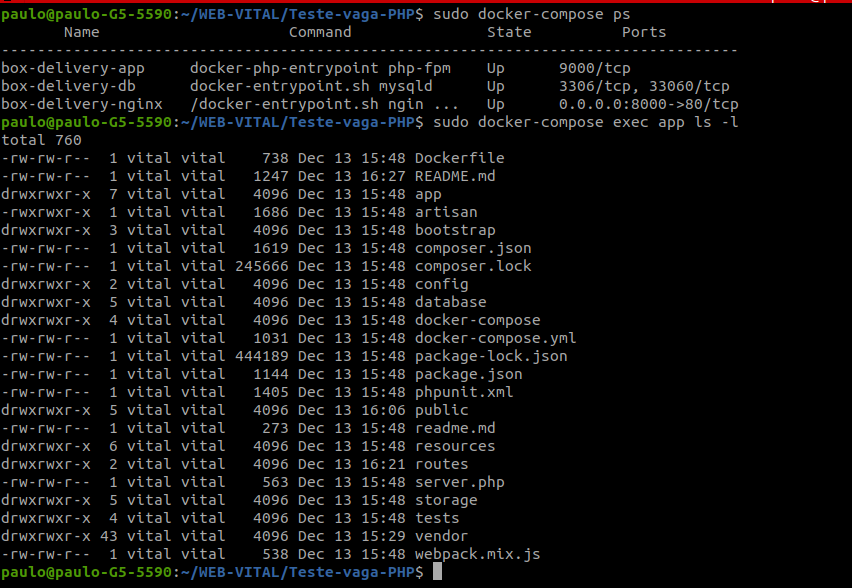 paulo@paulo-G5-5590:~/WEB-VITAL/Teste-vaga-PHP$ sudo docker-compose ps
       Name                     Command               State          Ports
----------------------------------------------------------------------------------
box-delivery-app     docker-php-entrypoint php-fpm    Up      9000/tcp
box-delivery-db      docker-entrypoint.sh mysqld      Up      3306/tcp, 33060/tcp
box-delivery-nginx   /docker-entrypoint.sh ngin ...   Up      0.0.0.0:8000->80/tcp
paulo@paulo-G5-5590:~/WEB-VITAL/Teste-vaga-PHP$ sudo docker-compose exec app ls -l
total 760
-rw-rw-r--  1 vital vital    738 Dec 13 15:48 Dockerfile
-rw-rw-r--  1 vital vital   1247 Dec 13 16:27 README.md
drwxrwxr-x  7 vital vital   4096 Dec 13 15:48 app
-rwxrwxr-x  1 vital vital   1686 Dec 13 15:48 artisan
drwxrwxr-x  3 vital vital   4096 Dec 13 15:48 bootstrap
-rw-rw-r--  1 vital vital   1619 Dec 13 15:48 composer.json
-rw-rw-r--  1 vital vital 245666 Dec 13 15:48 composer.lock
drwxrwxr-x  2 vital vital   4096 Dec 13 15:48 config
drwxrwxr-x  5 vital vital   4096 Dec 13 15:48 database
drwxrwxr-x  4 vital vital   4096 Dec 13 15:48 docker-compose
-rw-rw-r--  1 vital vital   1031 Dec 13 15:48 docker-compose.yml
-rw-rw-r--  1 vital vital 444189 Dec 13 15:48 package-lock.json
-rw-rw-r--  1 vital vital   1144 Dec 13 15:48 package.json
-rw-rw-r--  1 vital vital   1405 Dec 13 15:48 phpunit.xml
drwxrwxr-x  5 vital vital   4096 Dec 13 16:06 public
-rw-rw-r--  1 vital vital    273 Dec 13 15:48 readme.md
drwxrwxr-x  6 vital vital   4096 Dec 13 15:48 resources
drwxrwxr-x  2 vital vital   4096 Dec 13 16:21 routes
-rw-rw-r--  1 vital vital    563 Dec 13 15:48 server.php
drwxrwxr-x  5 vital vital   4096 Dec 13 15:48 storage
drwxrwxr-x  4 vital vital   4096 Dec 13 15:48 tests
drwxrwxr-x 43 vital vital   4096 Dec 13 15:29 vendor
-rw-rw-r--  1 vital vital    538 Dec 13 15:48 webpack.mix.js
paulo@paulo-G5-5590:~/WEB-VITAL/Teste-vaga-PHP$